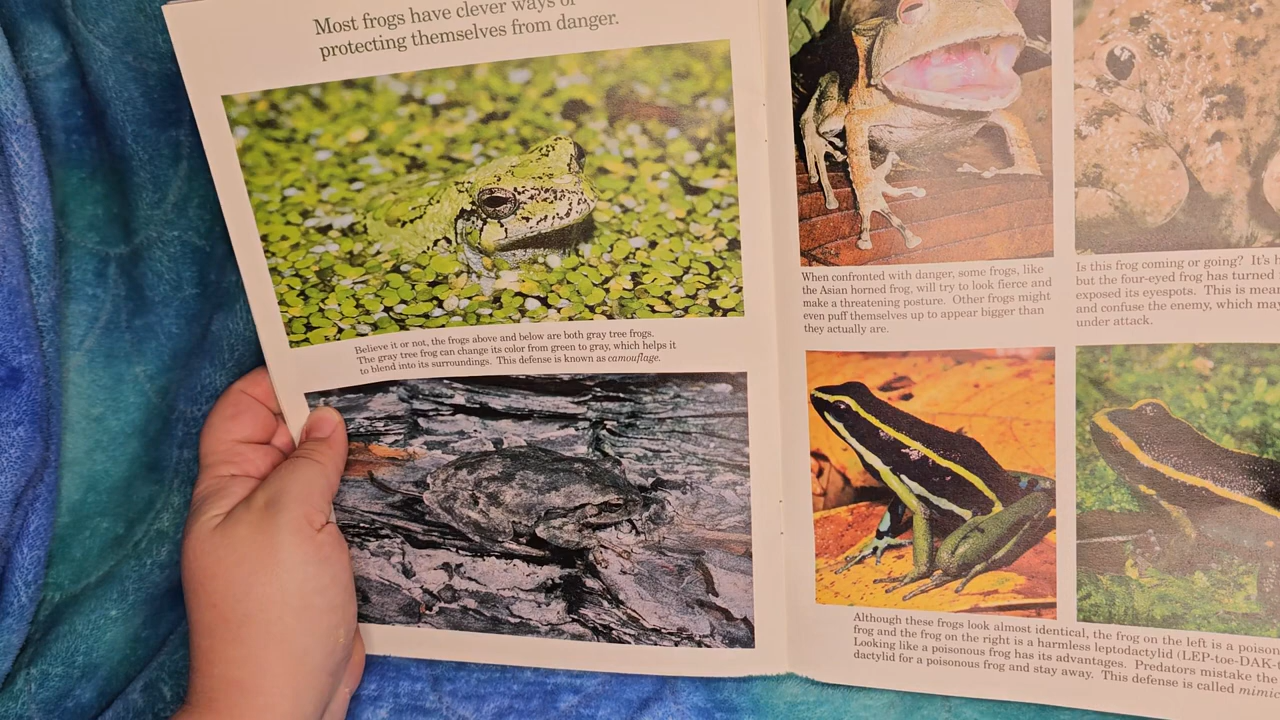 Most frogs have clever ways of
protecting themselves from danger.
Believe it or not, the frogs above and below are both gray tree frogs.
The gray tree frog can change its color from green to gray, which helps it
to blend into its surroundings. This defense is known as camouflage.
When confronted with danger, some frogs, like
the Asian horned frog, will try to look fierce and
make a threatening posture. Other frogs might
even puff themselves up to appear bigger than
they actually are.
Is this frog coming or going? It's
but the four-eyed frog has turned
exposed its eyespots. This is
and confuse the enemy, which
under attack.
Although these frogs look almost identical, the frog on the left is a
frog and the frog on the right is a harmless leptodactylid (LEP-toe-DAK-
Looking like a poisonous frog has its advantages. Predators mistake the
dactylid for a poisonous frog and stay away. This defense is called